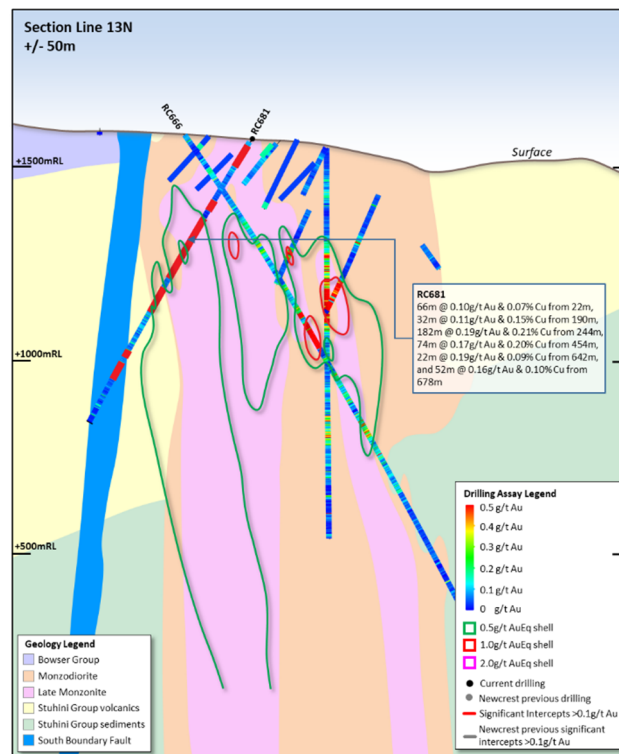 Section Line 13N
+/- 50m
RC666
RC681
Surface
+1500mRL
RC681
66m @ 0.10g/t Au & 0.07% Cu from 22m,
32m @ 0.11g/t Au & 0.15% Cu from 190m,
182m @ 0.19g/t Au & 0.21% Cu from 244m,
74m @ 0.17g/t Au & 0.20% Cu from 454m,
22m @ 0.19g/t Au & 0.09% Cu from 642m,
and 52m @ 0.16g/t Au & 0.10% Cu from
678m
+1000mRL
+500mRL
Drilling Assay Legend
0.5 g/t Au
0.4 g/t Au
0.3 g/t Au
0.2 g/t Au
0.1 g/t Au
0 g/t Au
0.5g/t AuEq shell
1.0g/t AuEq shell
2.0g/t AuEq shell
Current drilling
Newcrest previous drilling
Significant Intercepts >0.1g/t Au
Newcrest previous significant
intercepts >0.1g/t Au
Geology Legend
Bowser Group
Monzodiorite
Late Monzonite
Stuhini Group volcanics
Stuhini Group sediments
South Boundary Fault